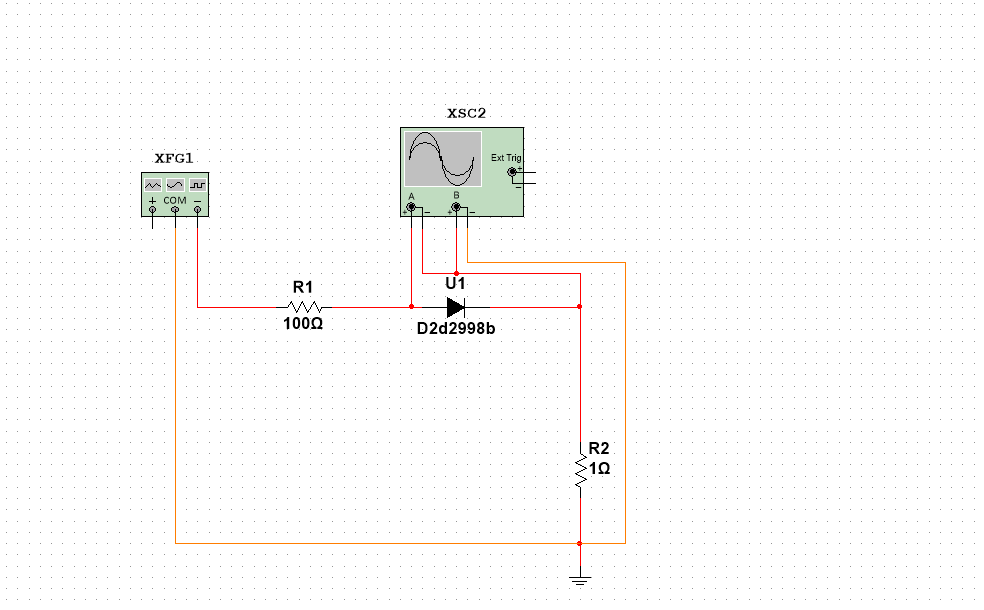 XSC2
XFG1
Ext Trig
+
−
A
B
+ − + −
+ COM −
R1
100Ω
U1
D2d2998b
R2
1Ω